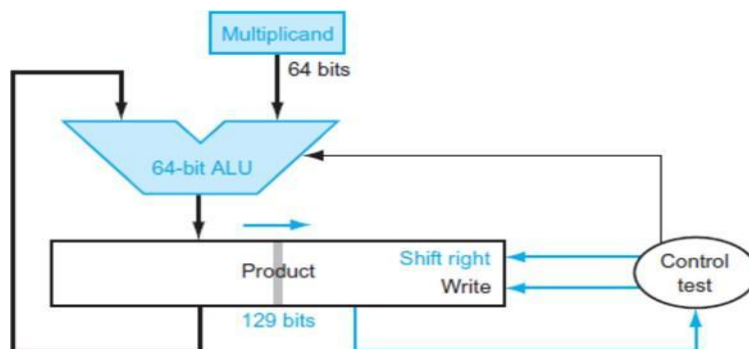 Multiplicand
64 bits
64-bit ALU
Product
Shift right
Write
Control
test
129 bits